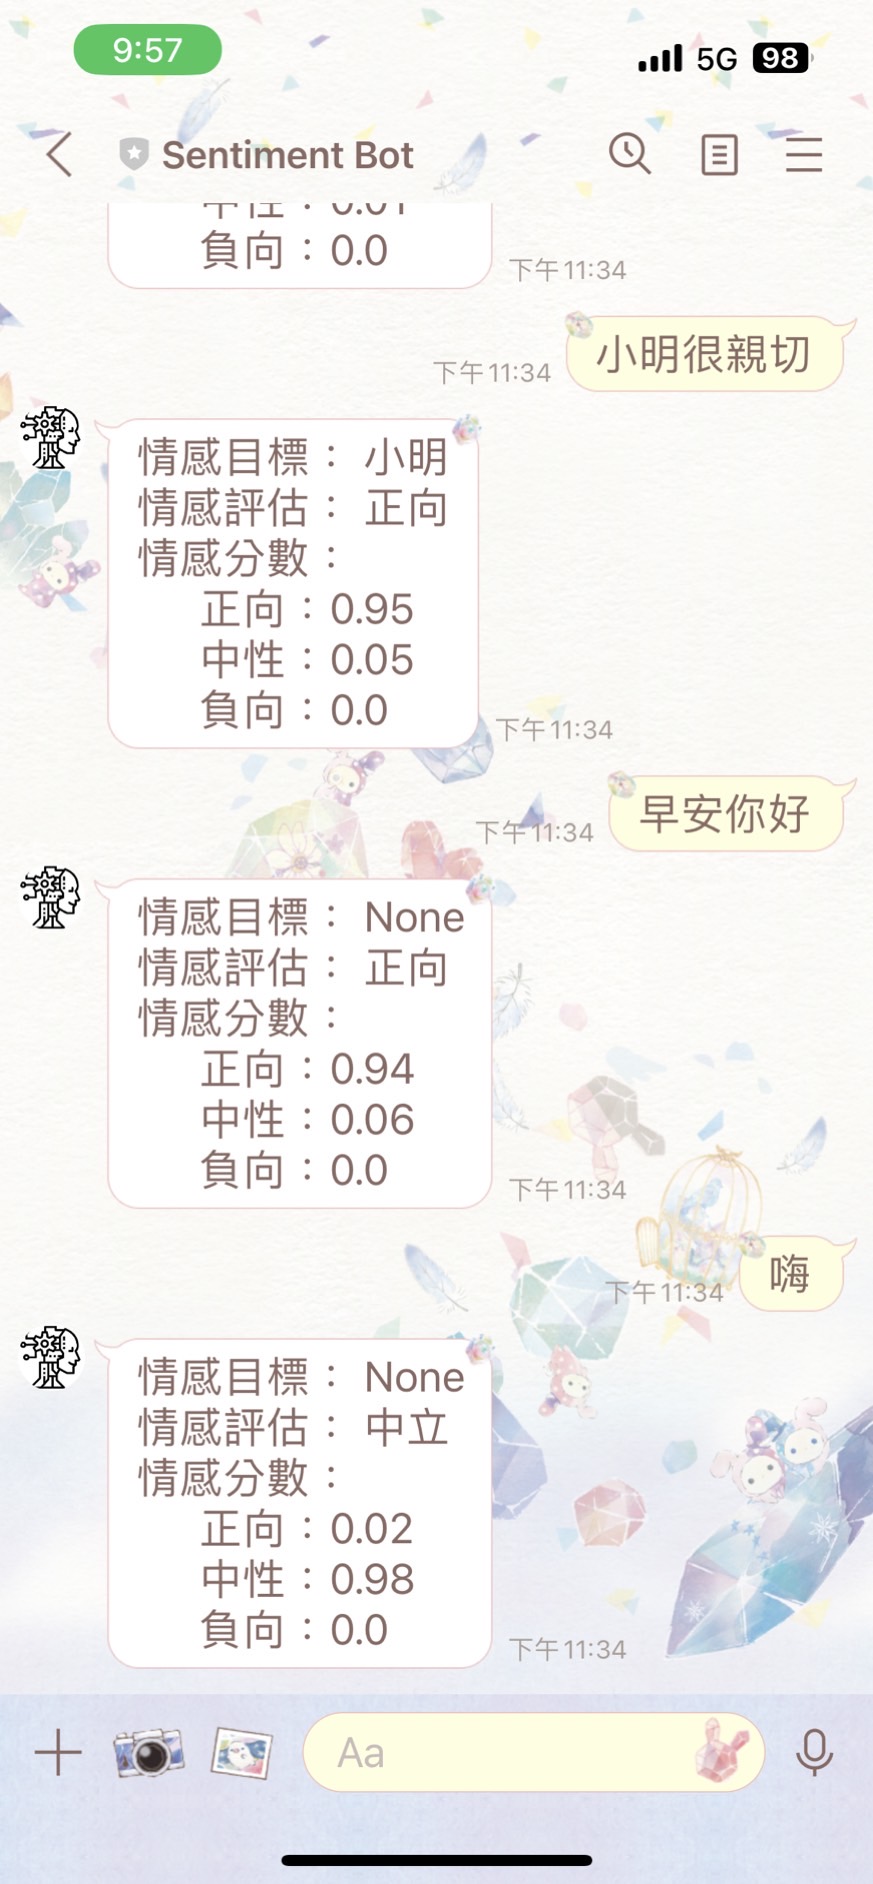 9:57
5G
98
Sentiment Bot
負向：0.0
下午11:34
小明很親切
下午11:34
情感目標： 小明
情感評估： 正向
情感分數：
正向：0.95
中性：0.05
負向：0.0
下午11:34
早安你好
下午11:34
情感目標： None
情感評估： 正向
情感分數：
正向：0.94
中性：0.06
負向：0.0
下午11:34
嗨
下午11:34
情感目標： None
情感評估： 中立
情感分數：
正向：0.02
中性：0.98
負向：0.0
下午11:34
Aa